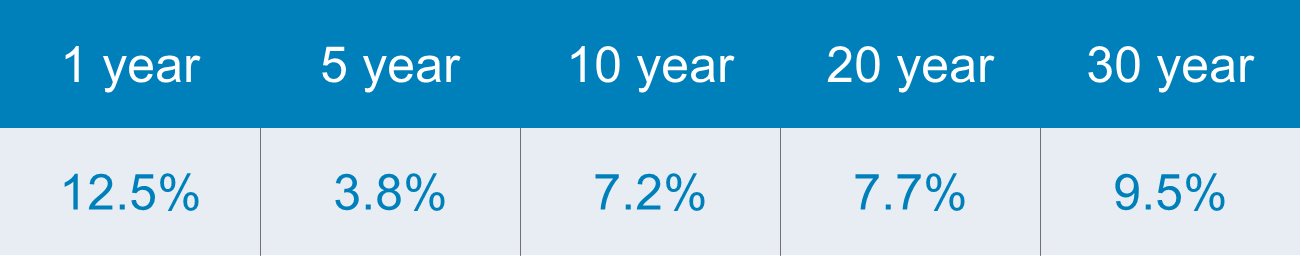 1 year 5 year 10 year 20 year 30 year
12.5% 3.8% 7.2% 7.7% 9.5%